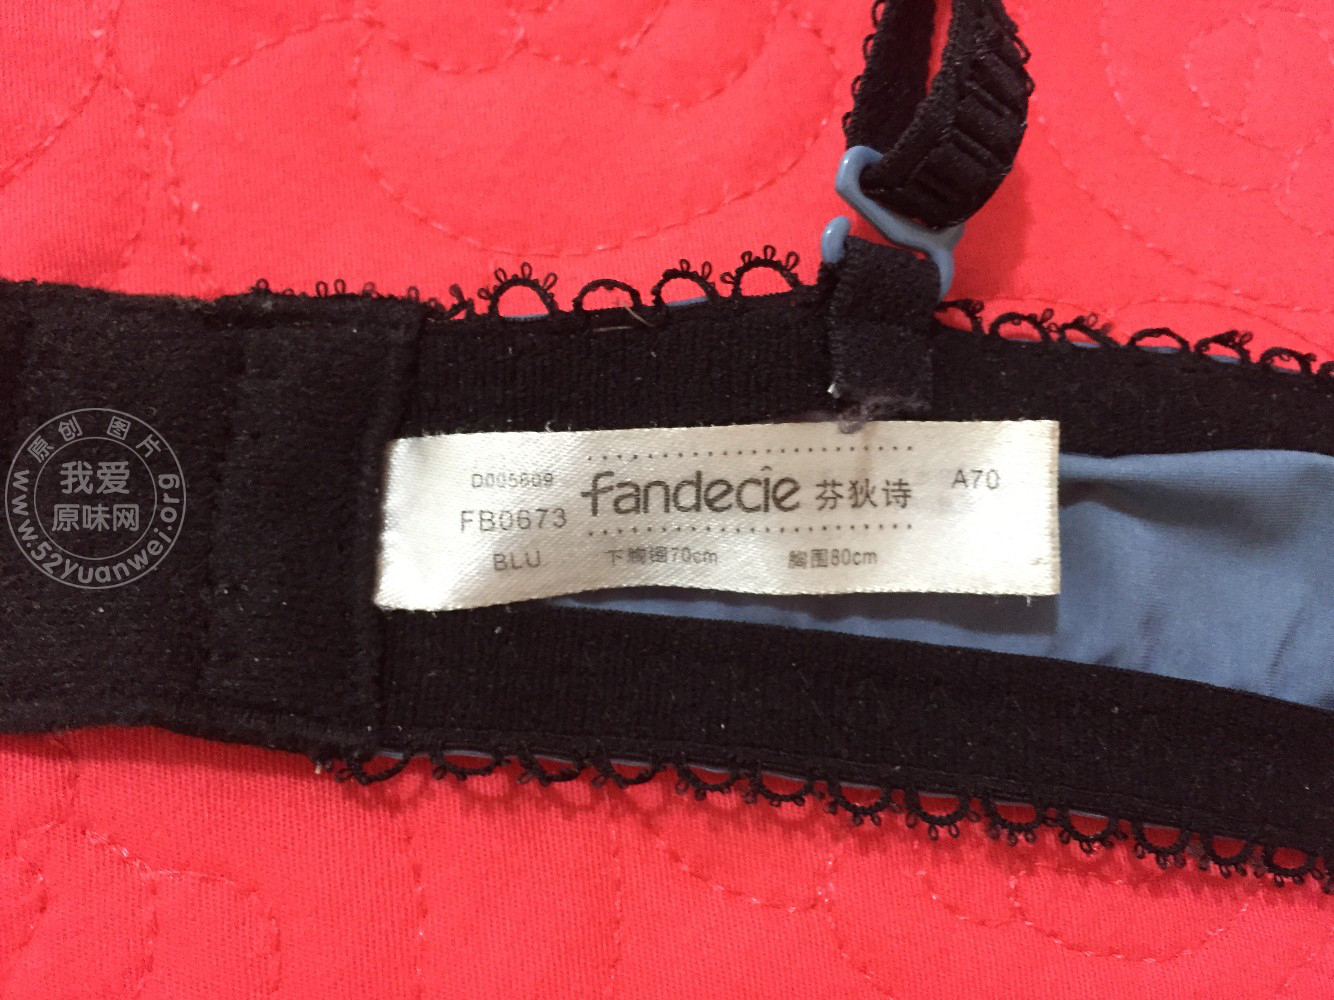 D005609
FB0673
BLU
fandecie 芬狄诗
A70
下胸围70cm
胸围80cm
原创图片
我爱
原味网
www.52yuanwei.org